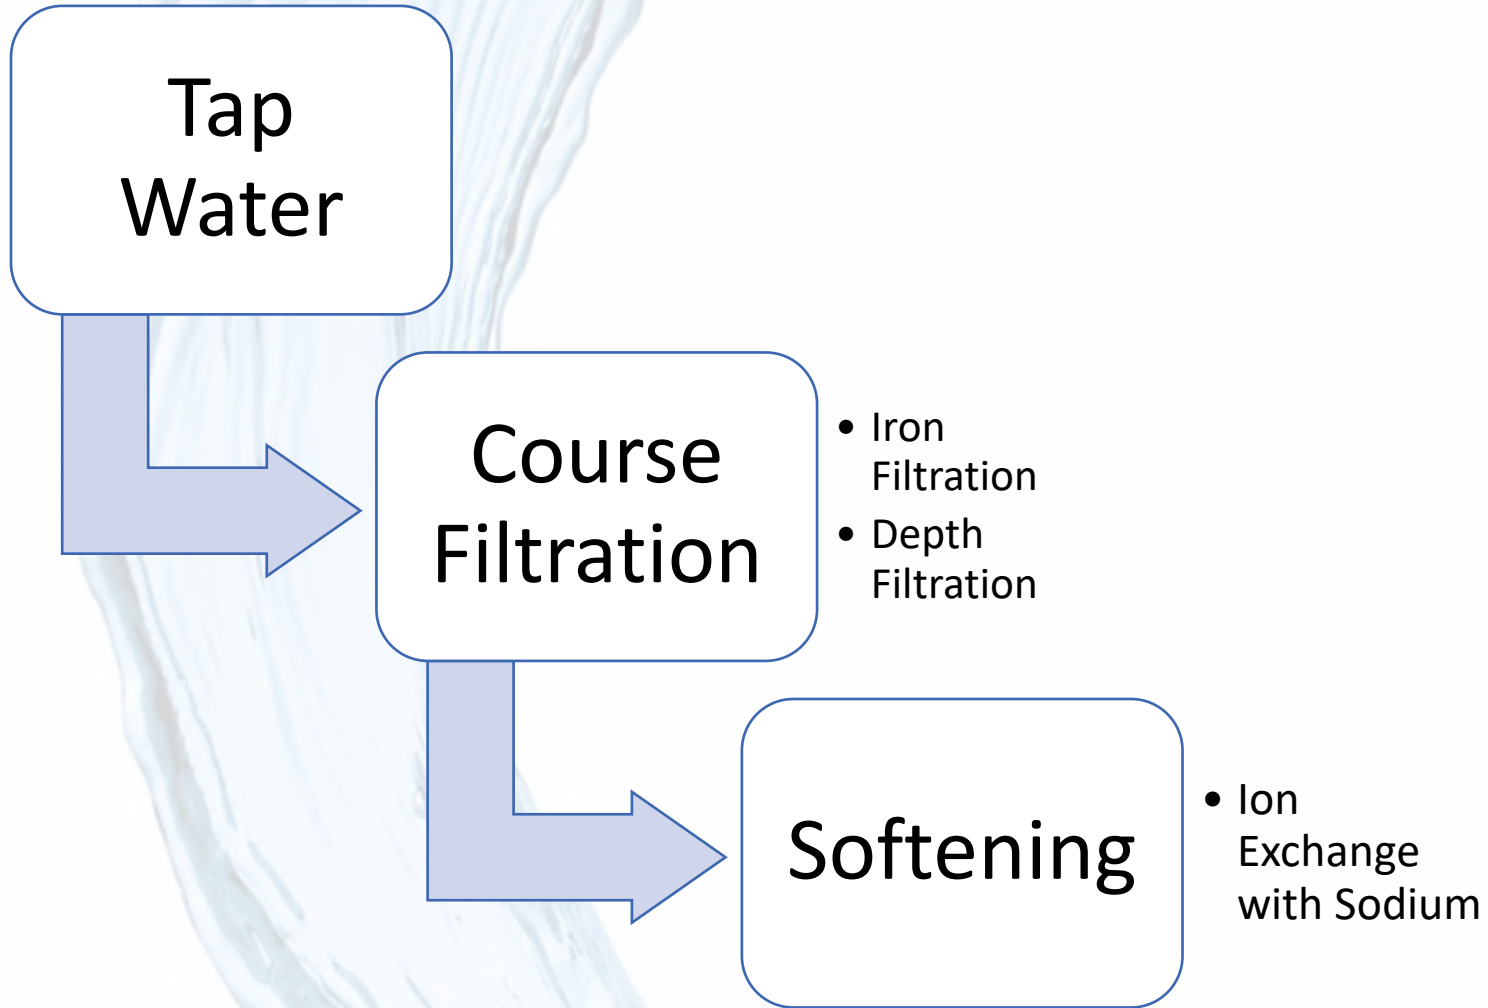 Tap
Water
Course
Filtration
• Iron
Filtration
• Depth
Filtration
Softening
• Ion
Exchange
with Sodium